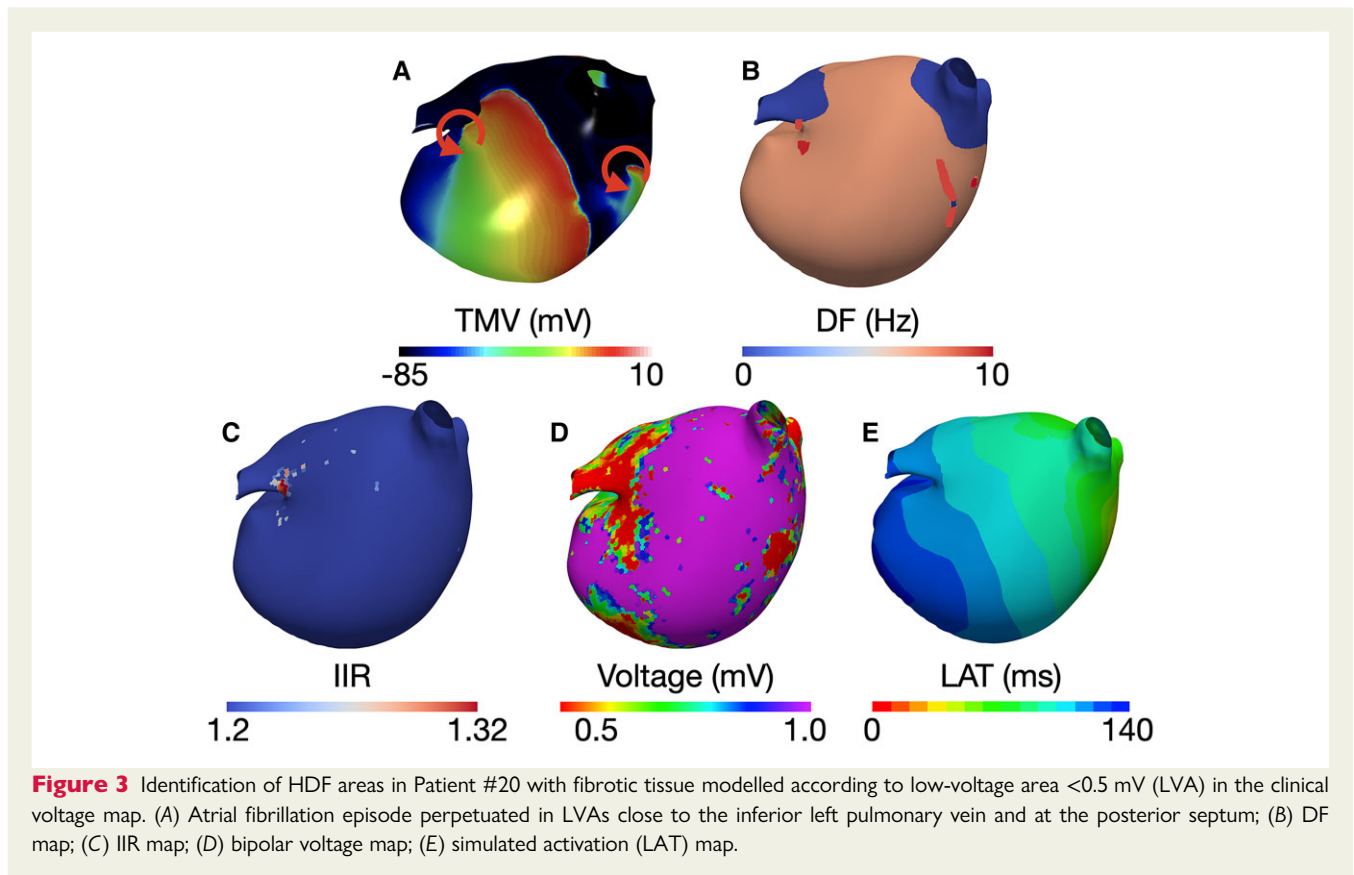 A
B
TMV (mV)
DF (Hz)
-85 10
0 10
C
D
E
IIR
Voltage (mV)
LAT (ms)
1.2 1.32
0.5 1.0
0 140
Figure 3 Identification of HDF areas in Patient #20 with fibrotic tissue modelled according to low-voltage area <0.5 mV (LVA) in the clinical
voltage map. (A) Atrial fibrillation episode perpetuated in LVAs close to the inferior left pulmonary vein and at the posterior septum; (B) DF
map; (C) IIR map; (D) bipolar voltage map; (E) simulated activation (LAT) map.